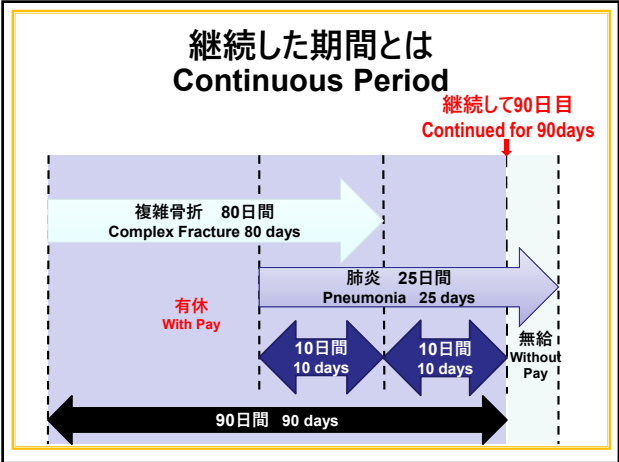 継続した期間とは
Continuous Period
継続して90日目
Continued for 90days
複雑骨折　80日間
Complex Fracture 80 days
肺炎　25日間
Pneumonia   25 days
有休
With Pay
10日間
10 days
10日間
10 days
無給
Without
Pay
90日間   90 days